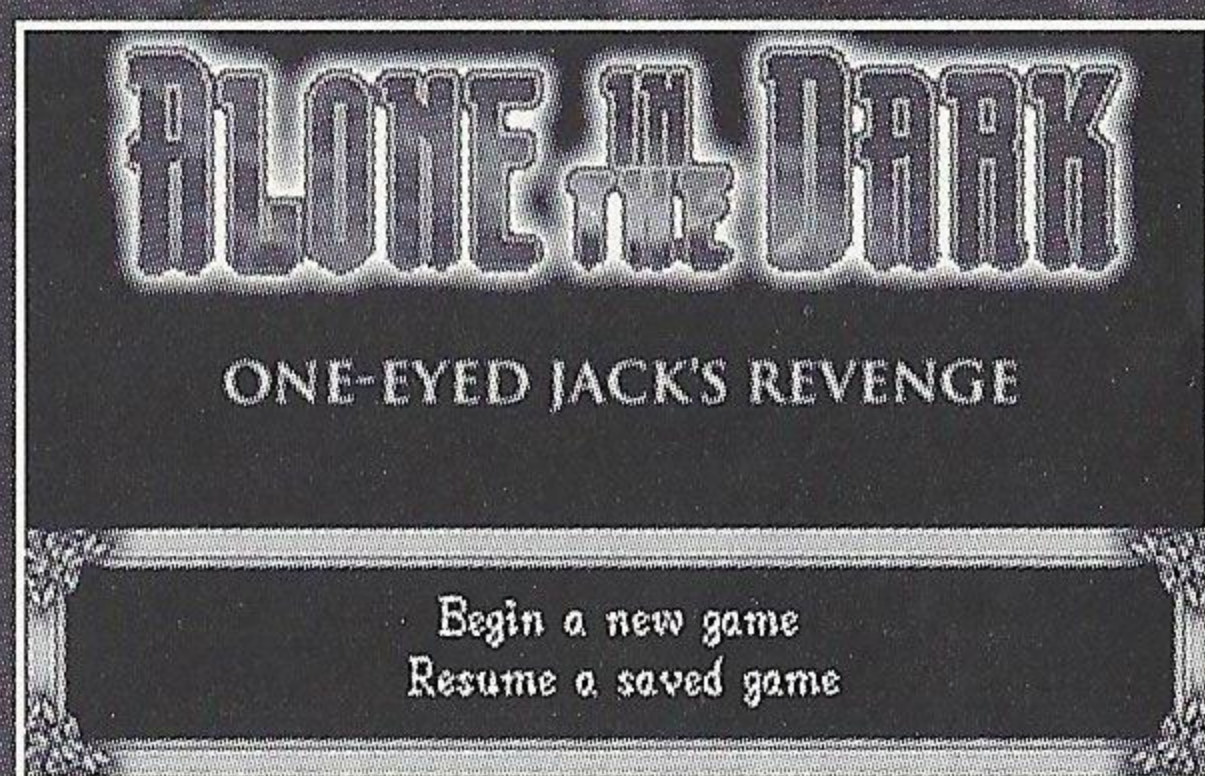 ALONE IN THE DARK
ONE-EYED JACK'S REVENGE
Begin a new game
Resume a saved game